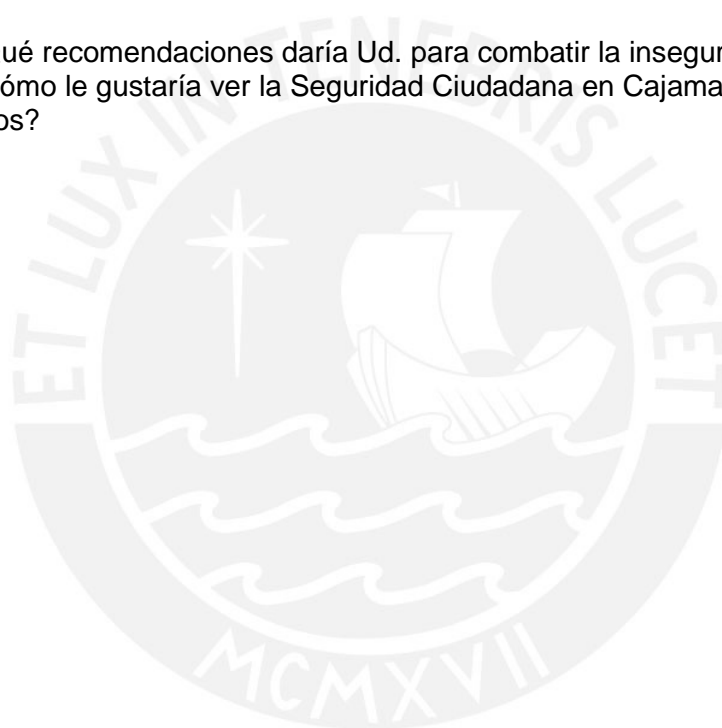 ué recomendaciones daría Ud. para combatir la insegur
ómo le gustaría ver la Seguridad Ciudadana en Cajama
os?
ET LUX IN TENEBRIS LUCET
MCMXVII